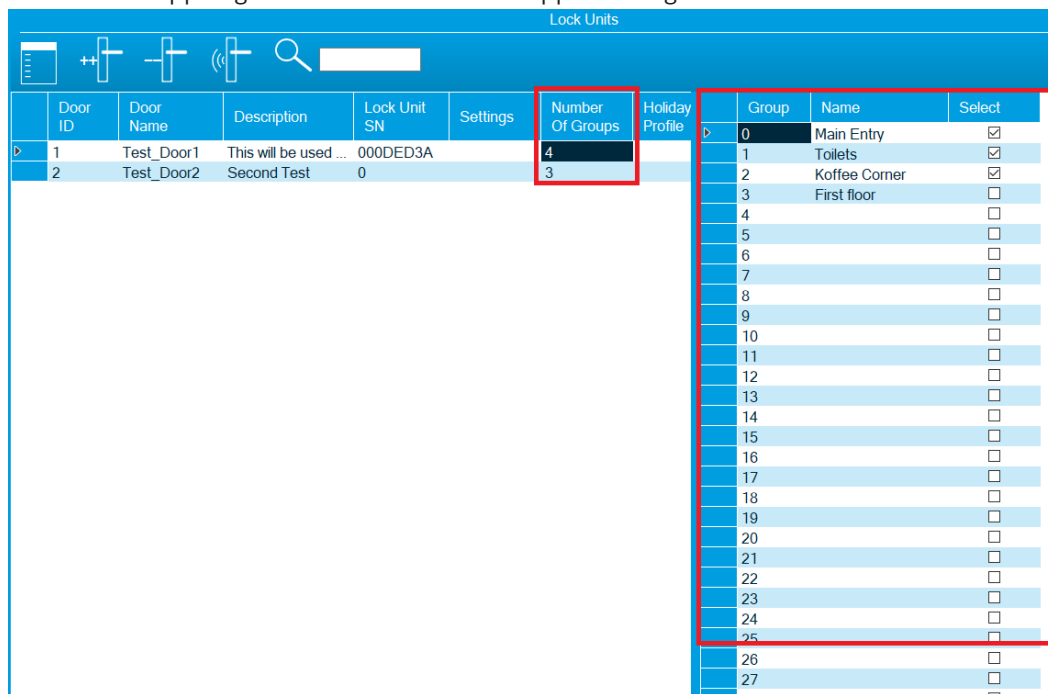 Lock Units
++
--
Door ID Door Name Description Lock Unit SN Settings Number Of Groups Holiday Profile
1 Test_Door1 This will be used ... 000DED3A 4
2 Test_Door2 Second Test 0 3
Group Name Select
0 Main Entry
1 Toilets
2 Koffee Corner
3 First floor
4
5
6
7
8
9
10
11
12
13
14
15
16
17
18
19
20
21
22
23
24
25
26
27